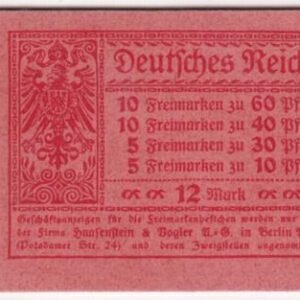 Deutsches Reich
10 Freimarken zu 60 Pf
10 Freimarken zu 40 Pf
5 Freimarken zu 30 Pf
5 Freimarken zu 10 Pf
12 Mark
Geschäftsanzeigen für die Freimarkenheftchen werden nur
der Firma Haasenstein & Vogler A.-G. in Berlin
(Potsdamer Str. 24) und deren Zweigstellen angenom